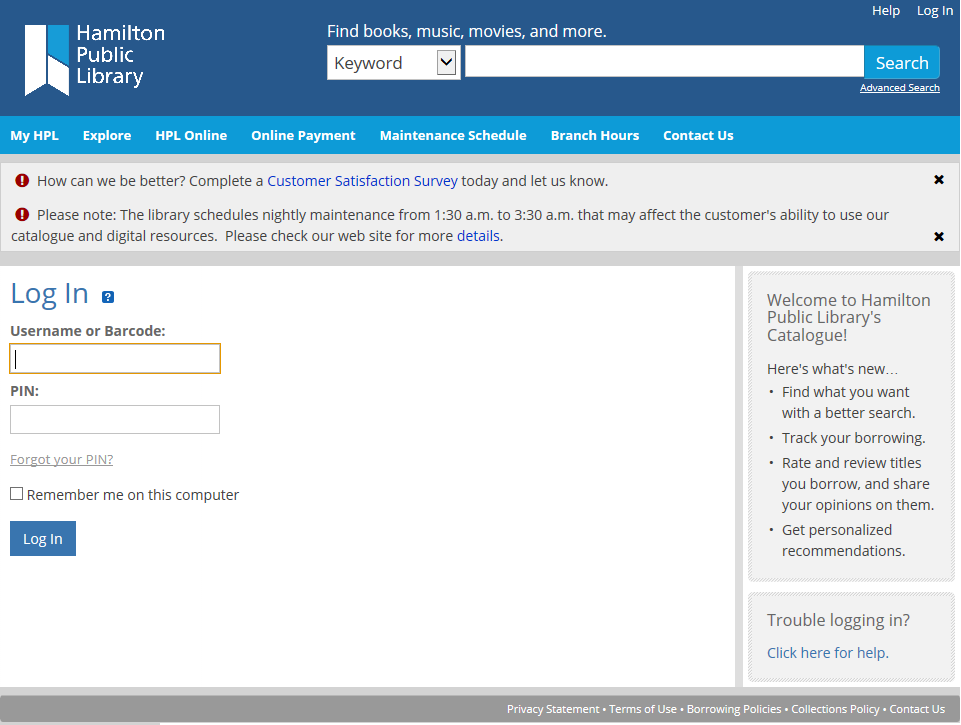 Help Log In
Hamilton
Public
Library
Find books, music, movies, and more.
Keyword
Search
Advanced Search
My HPL Explore HPL Online Online Payment Maintenance Schedule Branch Hours Contact Us
How can we be better? Complete a Customer Satisfaction Survey today and let us know.
Please note: The library schedules nightly maintenance from 1:30 a.m. to 3:30 a.m. that may affect the customer's ability to use our
catalogue and digital resources. Please check our web site for more details.
Log In ?
Username or Barcode:
PIN:
Forgot your PIN?
Remember me on this computer
Log In
Welcome to Hamilton
Public Library's
Catalogue!
Here's what's new…
• Find what you want
with a better search.
• Track your borrowing.
• Rate and review titles
you borrow, and share
your opinions on them.
• Get personalized
recommendations.
Trouble logging in?
Click here for help.
Privacy Statement • Terms of Use • Borrowing Policies • Collections Policy • Contact Us